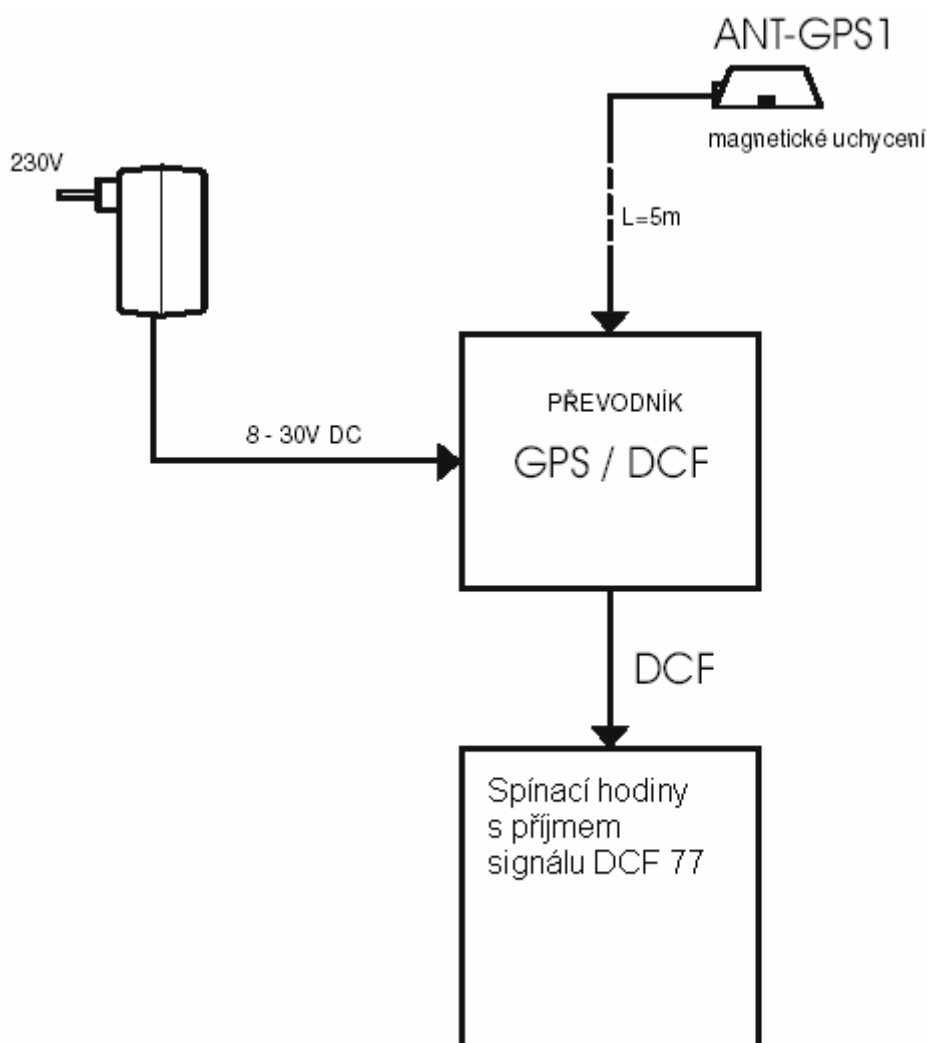 ANT-GPS1
magnetické uchycení
230V
L=5m
PŘEVODNÍK
8 - 30V DC
GPS / DCF
DCF
Spínací hodiny
s příjmem
signálu DCF 77